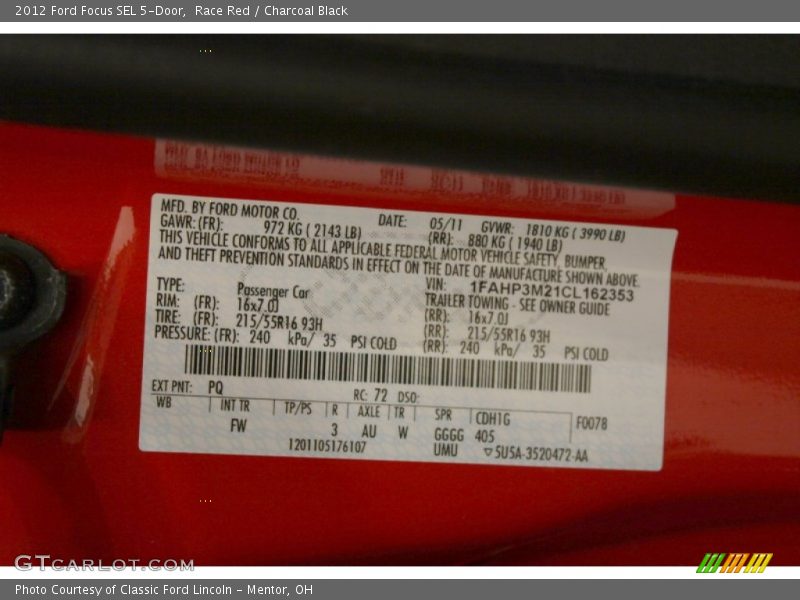 2012 Ford Focus SEL 5-Door,  Race Red / Charcoal Black
MFD. BY FORD MOTOR CO. DATE: 05/11 GVWR: 1810 KG ( 3990 LB)
GAWR: (FR): 972 KG ( 2143 LB) (RR): 880 KG ( 1940 LB)
THIS VEHICLE CONFORMS TO ALL APPLICABLE FEDERAL MOTOR VEHICLE SAFETY, BUMPER,
AND THEFT PREVENTION STANDARDS IN EFFECT ON THE DATE OF MANUFACTURE SHOWN ABOVE.
VIN: 1FAHP3M21CL162353
TYPE: Passenger Car TRAILER TOWING - SEE OWNER GUIDE
RIM: (FR): 16x7.0J (RR): 16x7.0J
TIRE: (FR): 215/55R16 93H (RR): 215/55R16 93H
PRESSURE: (FR): 240 kPa/ 35 PSI COLD (RR): 240 kPa/ 35 PSI COLD
EXT PNT: PQ RC: 72 DSO:
WB INT TR TP/PS R AXLE TR SPR CDH1G F0078
FW 3 AU W GGGG 405
1201105176107 UMU ▽5U5A-3520472-AA
GTCARLOT.COM
Photo Courtesy of Classic Ford Lincoln - Mentor, OH